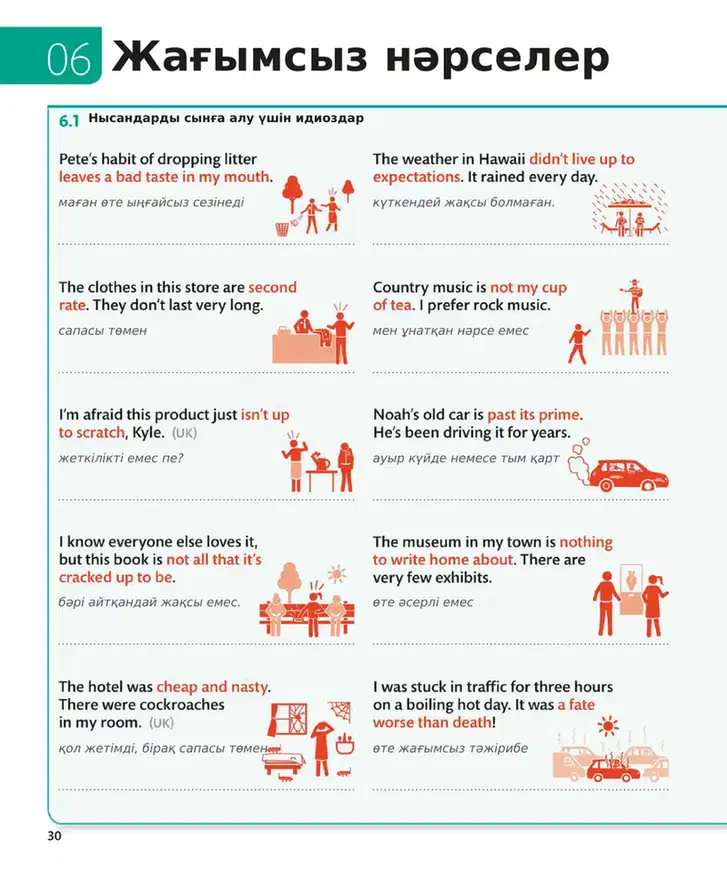 06 Жағымсыз нәрселер
6.1 Нысандарды сынға алу үшін идиоздар
Pete's habit of dropping litter
leaves a bad taste in my mouth.
маған өте ыңғайсыз сезінеді
The weather in Hawaii didn't live up to
expectations. It rained every day.
күткендей жақсы болмаған.
The clothes in this store are second
rate. They don't last very long.
сапасы төмен
Country music is not my cup
of tea. I prefer rock music.
мен ұнатқан нәрсе емес
I'm afraid this product just isn't up
to scratch, Kyle. (UK)
жеткілікті емес пе?
Noah's old car is past its prime.
He's been driving it for years.
ауыр күйде немесе тым қарт
I know everyone else loves it,
but this book is not all that it's
cracked up to be.
бәрі айтқандай жақсы емес.
The museum in my town is nothing
to write home about. There are
very few exhibits.
өте әсерлі емес
The hotel was cheap and nasty.
There were cockroaches
in my room. (UK)
қол жетімді, бірақ сапасы төмен
I was stuck in traffic for three hours
on a boiling hot day. It was a fate
worse than death!
өте жағымсыз тәжірибе
30